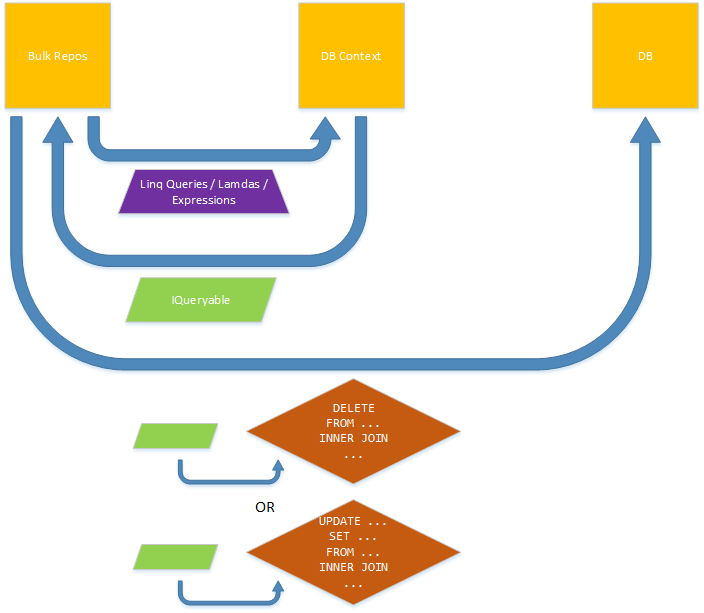 Bulk Repos
DB Context
DB
Linq Queries / Lamdas /
Expressions
IQueryable
DELETE
FROM ...
INNER JOIN
...
OR
UPDATE ...
SET ...
FROM ...
INNER JOIN
...